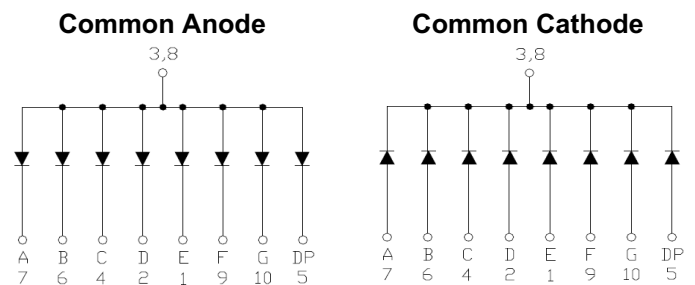 Common Anode
3,8
A B C D E F G DP
7 6 4 2 1 9 10 5
Common Cathode
3,8
A B C D E F G DP
7 6 4 2 1 9 10 5